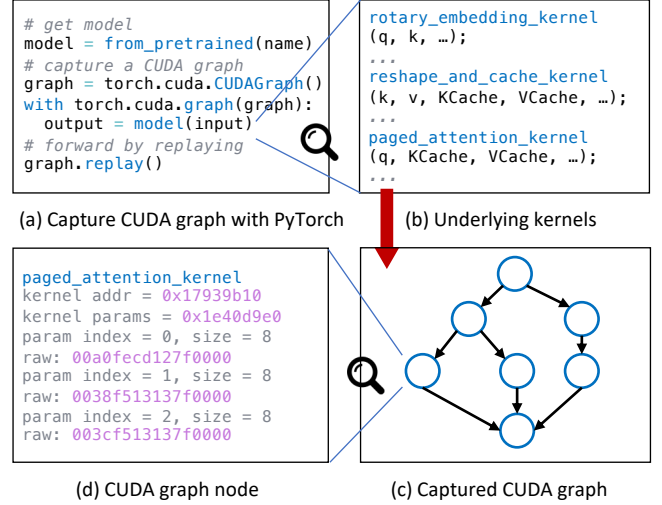 # get model
model = from_pretrained(name)
# capture a CUDA graph
graph = torch.cuda.CUDAGraph()
with torch.cuda.graph(graph):
  output = model(input)
# forward by replaying
graph.replay()
(a) Capture CUDA graph with PyTorch
rotary_embedding_kernel
(q, k, …);
...
reshape_and_cache_kernel
(k, v, KCache, VCache, …);
...
paged_attention_kernel
(q, KCache, VCache, …);
...
(b) Underlying kernels
paged_attention_kernel
kernel addr = 0x17939b10
kernel params = 0x1e40d9e0
param index = 0, size = 8
raw: 00a0fecd127f0000
param index = 1, size = 8
raw: 0038f513137f0000
param index = 2, size = 8
raw: 003cf513137f0000
(d) CUDA graph node
(c) Captured CUDA graph